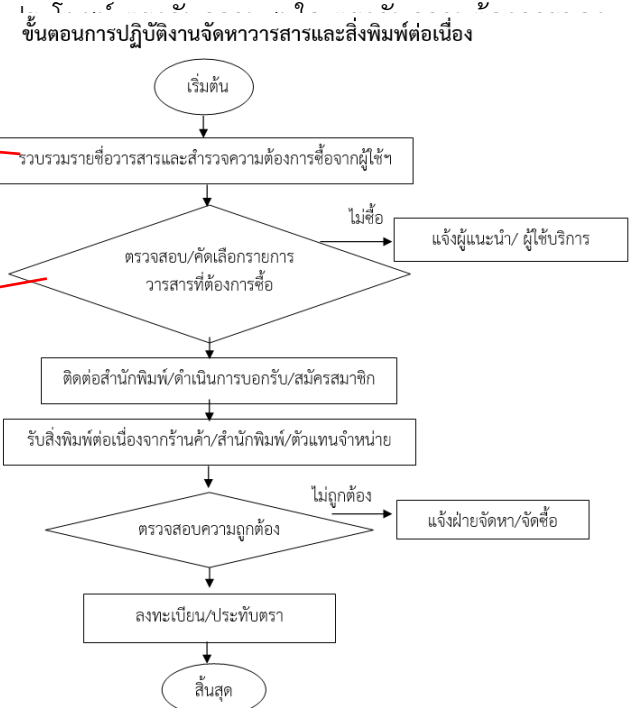 ขั้นตอนการปฏิบัติงานจัดหาวารสารและสิ่งพิมพ์ต่อเนื่อง
เริ่มต้น
รวบรวมรายชื่อวารสารและสำรวจความต้องการซื้อจากผู้ใช้ฯ
ไม่ซื้อ
แจ้งผู้แนะนำ/ ผู้ใช้บริการ
ตรวจสอบ/คัดเลือกรายการ
วารสารที่ต้องการซื้อ
ติดต่อสำนักพิมพ์/ดำเนินการบอกรับ/สมัครสมาชิก
รับสิ่งพิมพ์ต่อเนื่องจากร้านค้า/สำนักพิมพ์/ตัวแทนจำหน่าย
ไม่ถูกต้อง
แจ้งฝ่ายจัดหา/จัดซื้อ
ตรวจสอบความถูกต้อง
ลงทะเบียน/ประทับตรา
สิ้นสุด